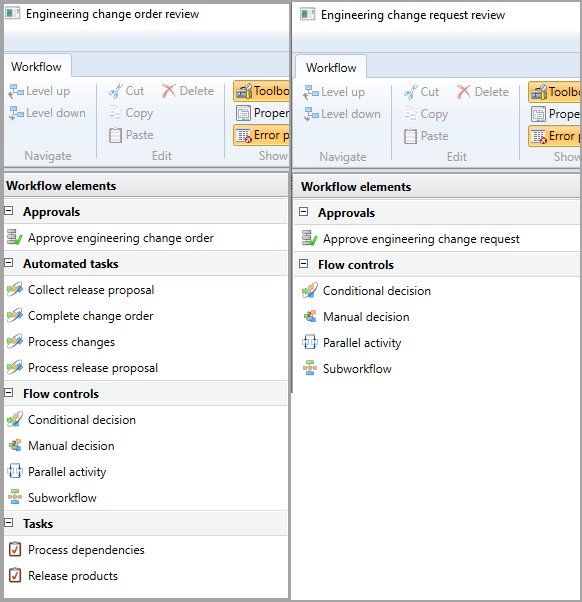 Engineering change order review
Workflow
Level up
Level down
Navigate
Cut
Copy
Paste
Delete
Edit
Toolbo
Proper
Error p
Show
Workflow elements
Approvals
Approve engineering change order
Automated tasks
Collect release proposal
Complete change order
Process changes
Process release proposal
Flow controls
Conditional decision
Manual decision
Parallel activity
Subworkflow
Tasks
Process dependencies
Release products
Engineering change request review
Workflow
Level up
Level down
Navigate
Cut
Copy
Paste
Delete
Edit
Toolbo
Proper
Error p
Show
Workflow elements
Approvals
Approve engineering change request
Flow controls
Conditional decision
Manual decision
Parallel activity
Subworkflow